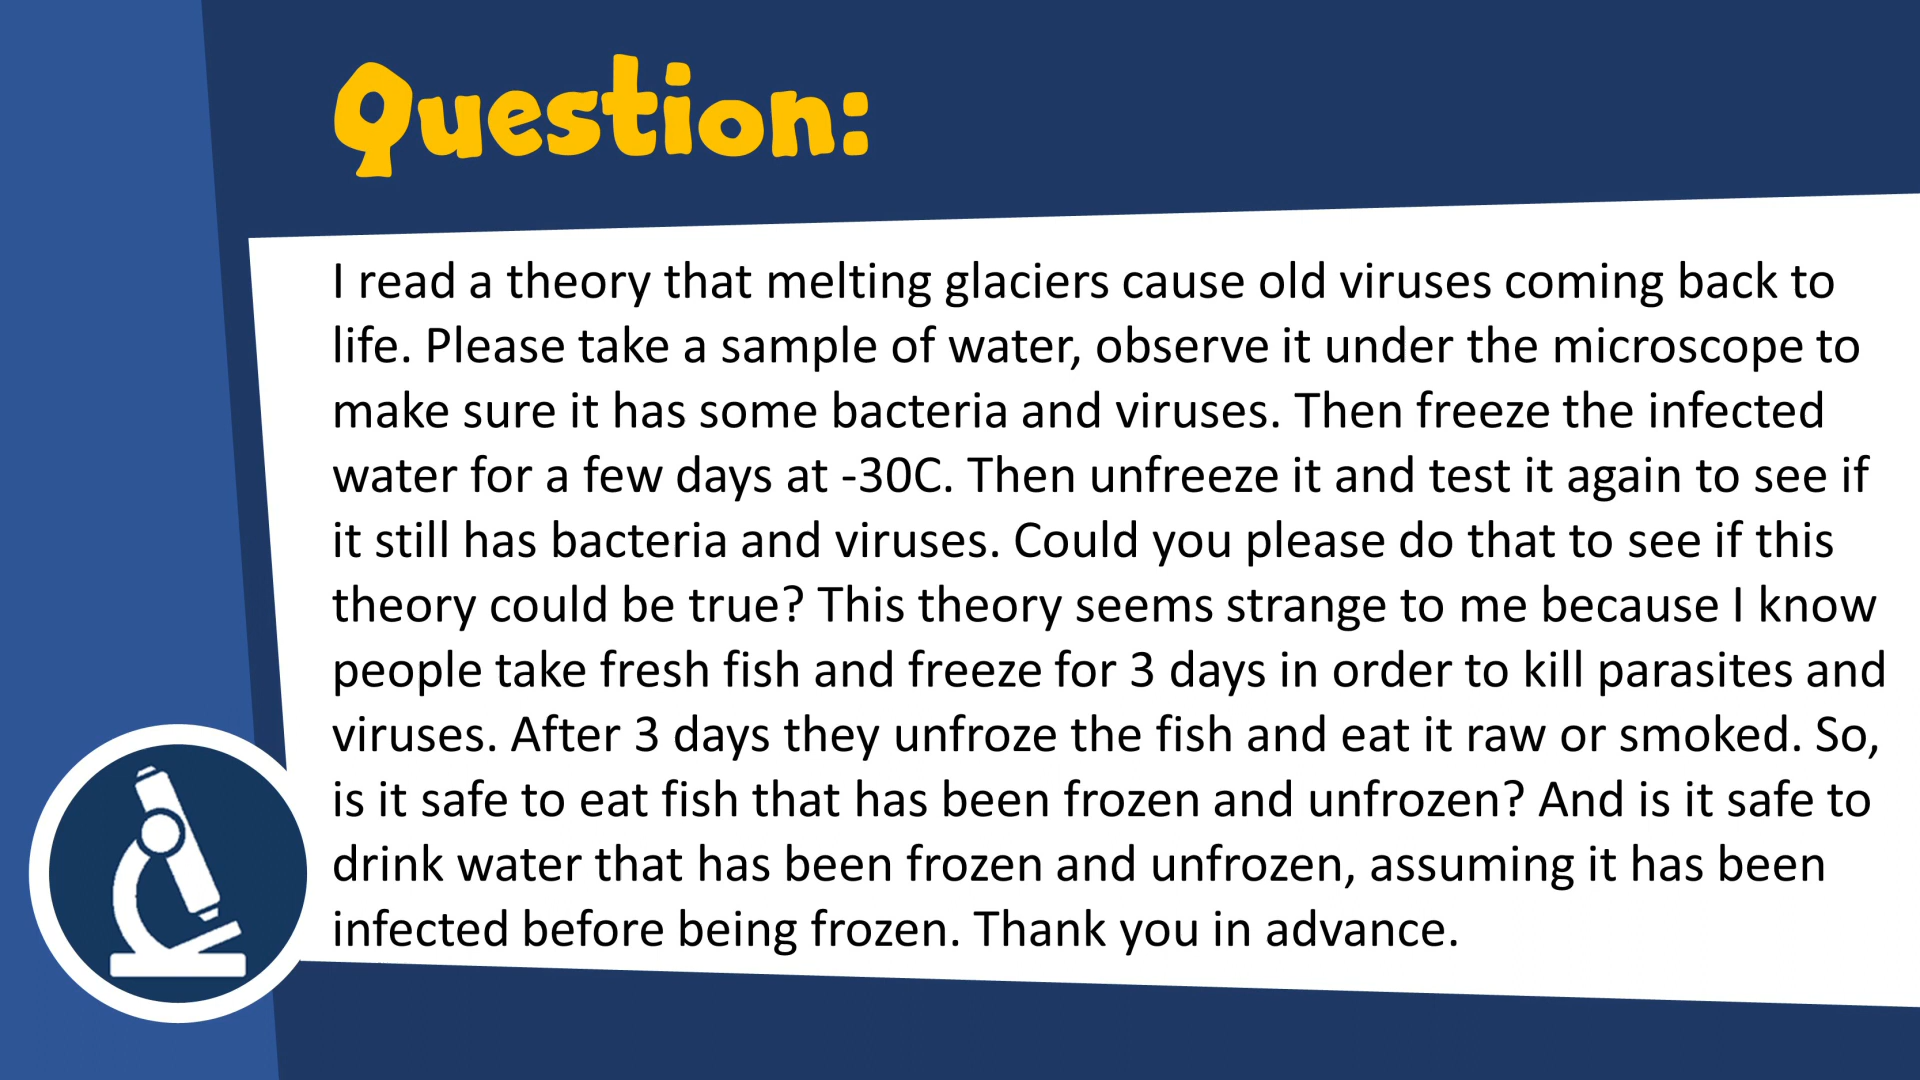 Question:
I read a theory that melting glaciers cause old viruses coming back to
life. Please take a sample of water, observe it under the microscope to
make sure it has some bacteria and viruses. Then freeze the infected
water for a few days at -30C. Then unfreeze it and test it again to see if
it still has bacteria and viruses. Could you please do that to see if this
theory could be true? This theory seems strange to me because I know
people take fresh fish and freeze for 3 days in order to kill parasites and
viruses. After 3 days they unfroze the fish and eat it raw or smoked. So,
is it safe to eat fish that has been frozen and unfrozen? And is it safe to
drink water that has been frozen and unfrozen, assuming it has been
infected before being frozen. Thank you in advance.